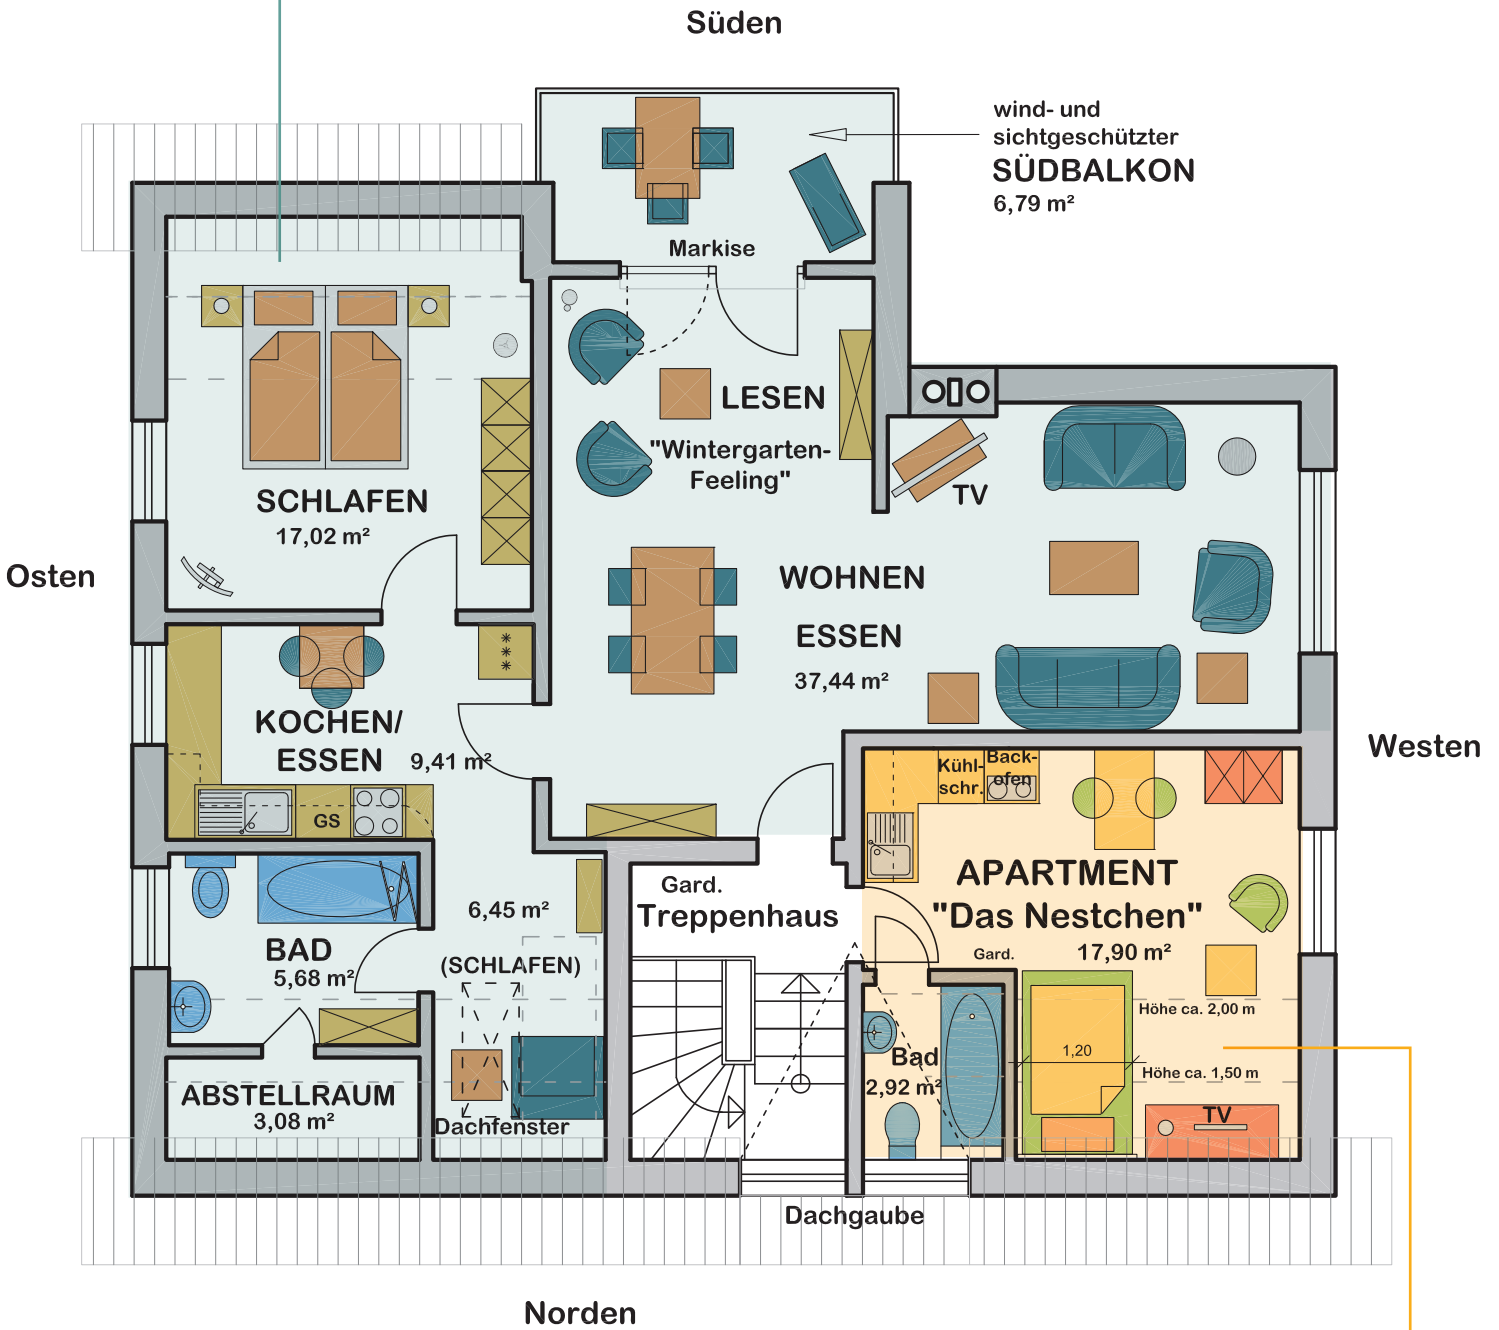 Süden
wind- und
sichtgeschützter
SÜDBALKON
6,79 m²
Markise
LESEN
"Wintergarten-
Feeling"
TV
SCHLAFEN
17,02 m²
Osten
WOHNEN
ESSEN
37,44 m²
KOCHEN/
ESSEN
9,41 m²
GS
Westen
Kühl-
schr.
Back-
ofen
APARTMENT
"Das Nestchen"
17,90 m²
Gard.
Gard.
Treppenhaus
6,45 m²
(SCHLAFEN)
BAD
5,68 m²
Höhe ca. 2,00 m
1,20
Höhe ca. 1,50 m
Bad
2,92 m²
TV
ABSTELLRAUM
3,08 m²
Dachfenster
Dachgaube
Norden